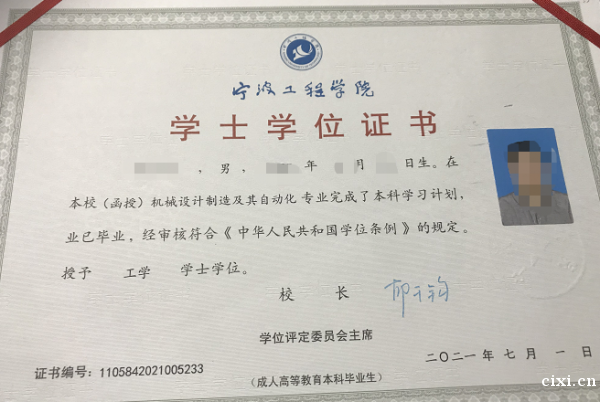 宁波工程学院
学士学位证书
，男，年月日生。在
本校（函授）机械设计制造及其自动化 专业完成了本科学习计划，
业已毕业，经审核符合《中华人民共和国学位条例》的规定。
授予 工学 学士学位。
校 长
学位评定委员会主席
证书编号：1105842021005233
二〇二一年 七 月 一 日
（成人高等教育本科毕业生）
cixi.cn